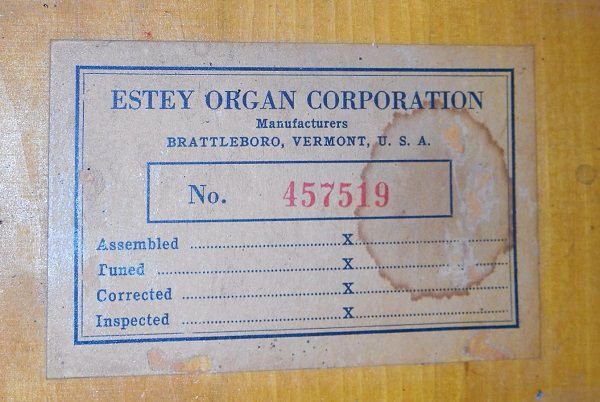 ESTEY ORGAN CORPORATION
Manufacturers
BRATTLEBORO, VERMONT, U. S. A.
No. 457519
Assembled ........................ X ........................
Tuned ........................ X ........................
Corrected ........................ X ........................
Inspected ........................ X ........................